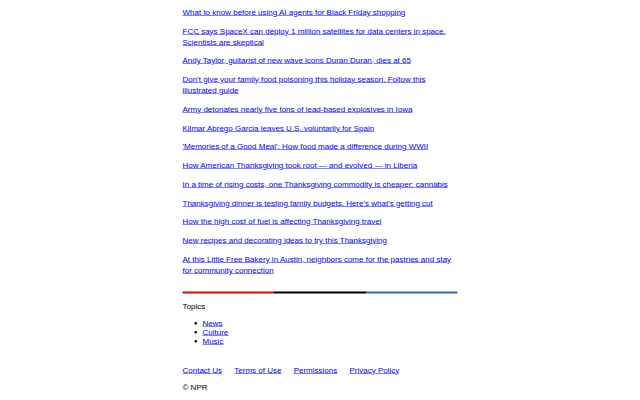 What to know before using AI agents for Black Friday shopping
FCC says SpaceX can deploy 1 million satellites for data centers in space.
Scientists are skeptical
Andy Taylor, guitarist of new wave icons Duran Duran, dies at 65
Don't give your family food poisoning this holiday season. Follow this
illustrated guide
Army detonates nearly five tons of lead-based explosives in Iowa
Kilmar Abrego Garcia leaves U.S. voluntarily for Spain
'Memories of a Good Meal': How food made a difference during WWII
How American Thanksgiving took root — and evolved — in Liberia
In a time of rising costs, one Thanksgiving commodity is cheaper: cannabis
Thanksgiving dinner is testing family budgets. Here's what's getting cut
How the high cost of fuel is affecting Thanksgiving travel
New recipes and decorating ideas to try this Thanksgiving
At this Little Free Bakery in Austin, neighbors come for the pastries and stay
for community connection
Topics
News
Culture
Music
Contact Us Terms of Use Permissions Privacy Policy
© NPR